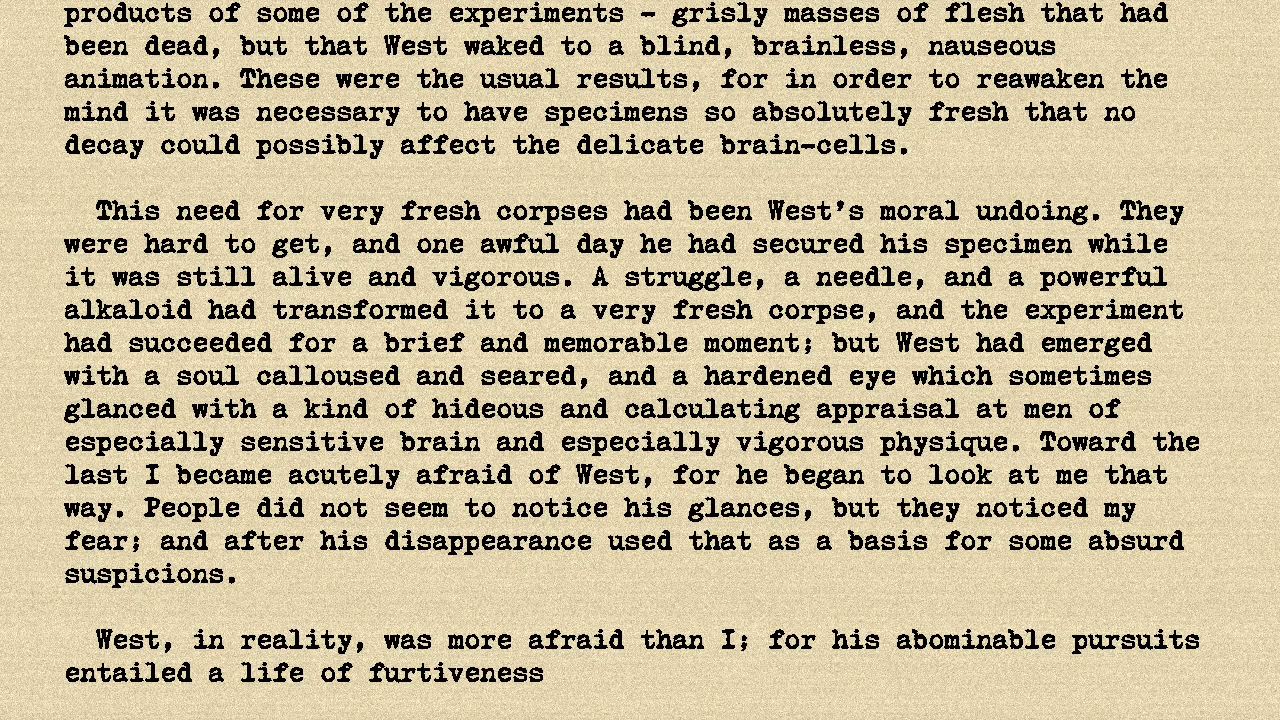 products of some of the experiments – grisly masses of flesh that had
been dead, but that West waked to a blind, brainless, nauseous
animation. These were the usual results, for in order to reawaken the
mind it was necessary to have specimens so absolutely fresh that no
decay could possibly affect the delicate brain-cells.
This need for very fresh corpses had been West's moral undoing. They
were hard to get, and one awful day he had secured his specimen while
it was still alive and vigorous. A struggle, a needle, and a powerful
alkaloid had transformed it to a very fresh corpse, and the experiment
had succeeded for a brief and memorable moment; but West had emerged
with a soul calloused and seared, and a hardened eye which sometimes
glanced with a kind of hideous and calculating appraisal at men of
especially sensitive brain and especially vigorous physique. Toward the
last I became acutely afraid of West, for he began to look at me that
way. People did not seem to notice his glances, but they noticed my
fear; and after his disappearance used that as a basis for some absurd
suspicions.
West, in reality, was more afraid than I; for his abominable pursuits
entailed a life of furtiveness